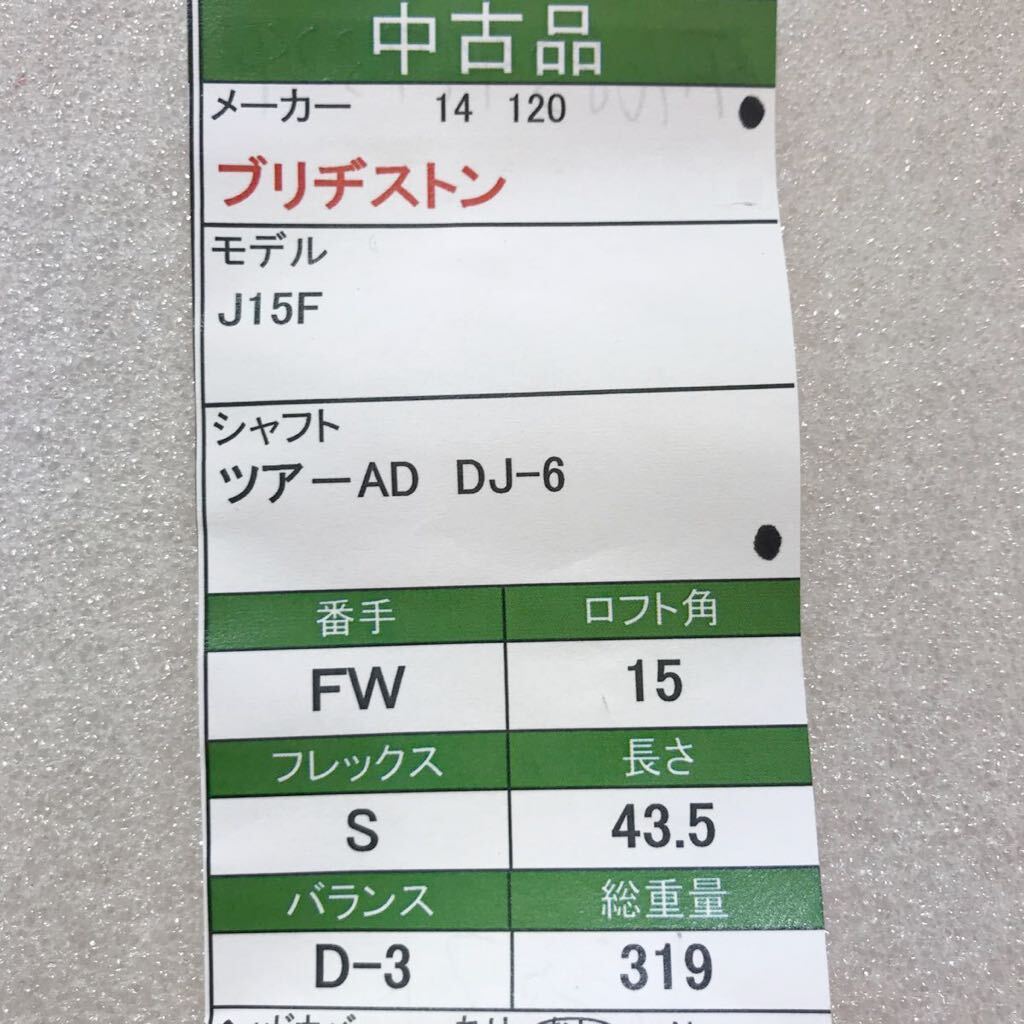 中古品
メーカー 14 120
ブリヂストン
モデル
J15F
シャフト
ツアーAD DJ-6
番手 ロフト角
FW 15
フレックス 長さ
S 43.5
バランス 総重量
D-3 319